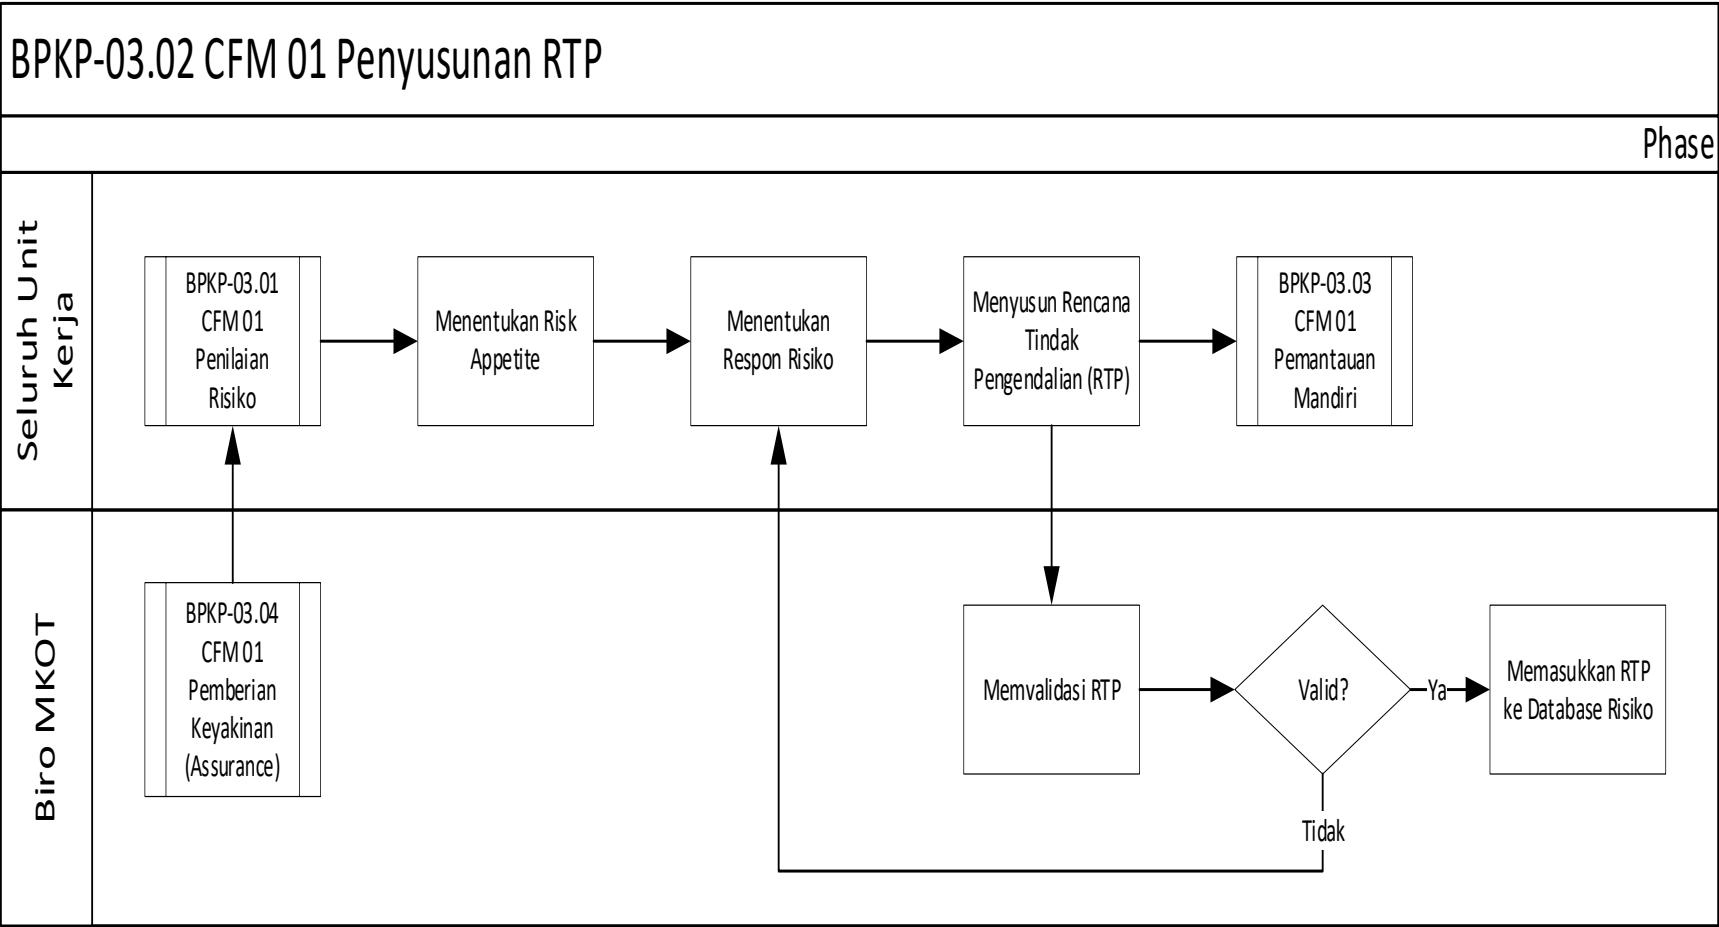 BPKP-03.02 CFM 01 Penyusunan RTP
Phase
Seluruh Unit
Kerja
BPKP-03.01
CFM 01
Penilaian
Risiko
Menentukan Risk
Appetite
Menentukan
Respon Risiko
Menyusun Rencana
Tindak
Pengendalian (RTP)
BPKP-03.03
CFM 01
Pemantauan
Mandiri
Biro MKOT
BPKP-03.04
CFM 01
Pemberian
Keyakinan
(Assurance)
Memvalidasi RTP
Valid?
Ya
Memasukkan RTP
ke Database Risiko
Tidak